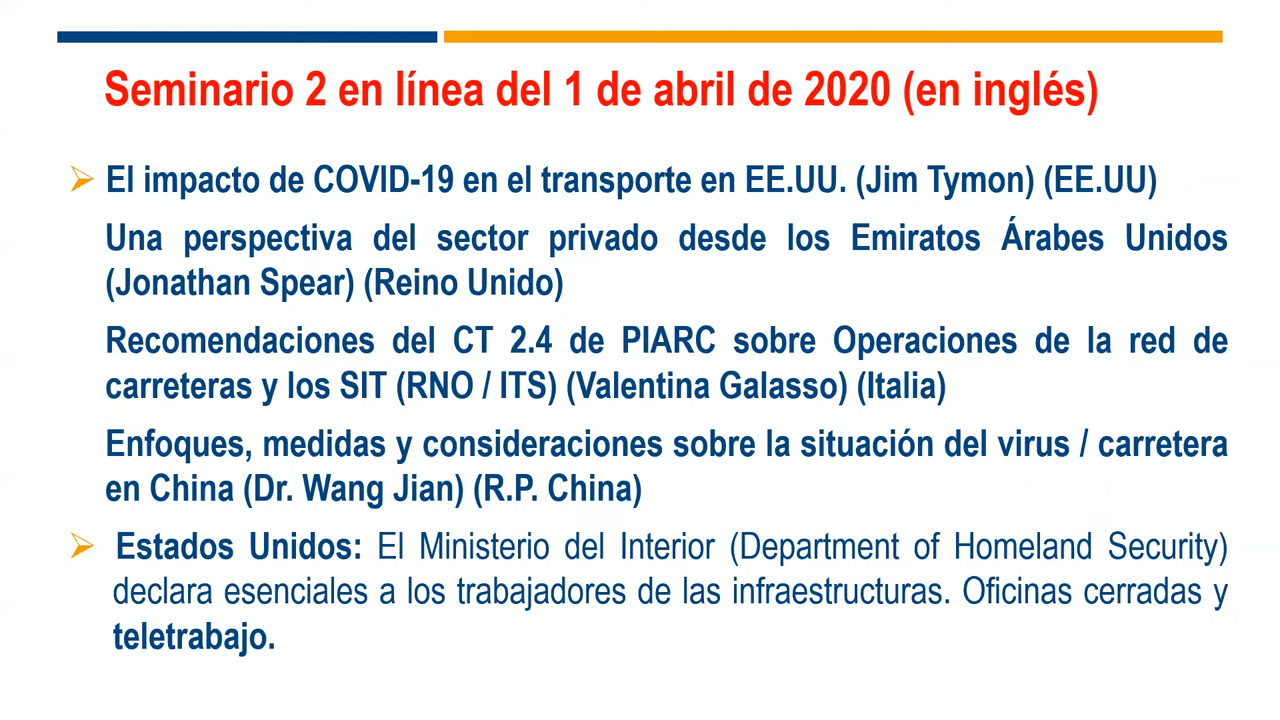 Seminario 2 en línea del 1 de abril de 2020 (en inglés)
El impacto de COVID-19 en el transporte en EE.UU. (Jim Tymon) (EE.UU)
Una perspectiva del sector privado desde los Emiratos Árabes Unidos
(Jonathan Spear) (Reino Unido)
Recomendaciones del CT 2.4 de PIARC sobre Operaciones de la red de
carreteras y los SIT (RNO / ITS) (Valentina Galasso) (Italia)
Enfoques, medidas y consideraciones sobre la situación del virus / carretera
en China (Dr. Wang Jian) (R.P. China)
Estados Unidos: El Ministerio del Interior (Department of Homeland Security)
declara esenciales a los trabajadores de las infraestructuras. Oficinas cerradas y
teletrabajo.